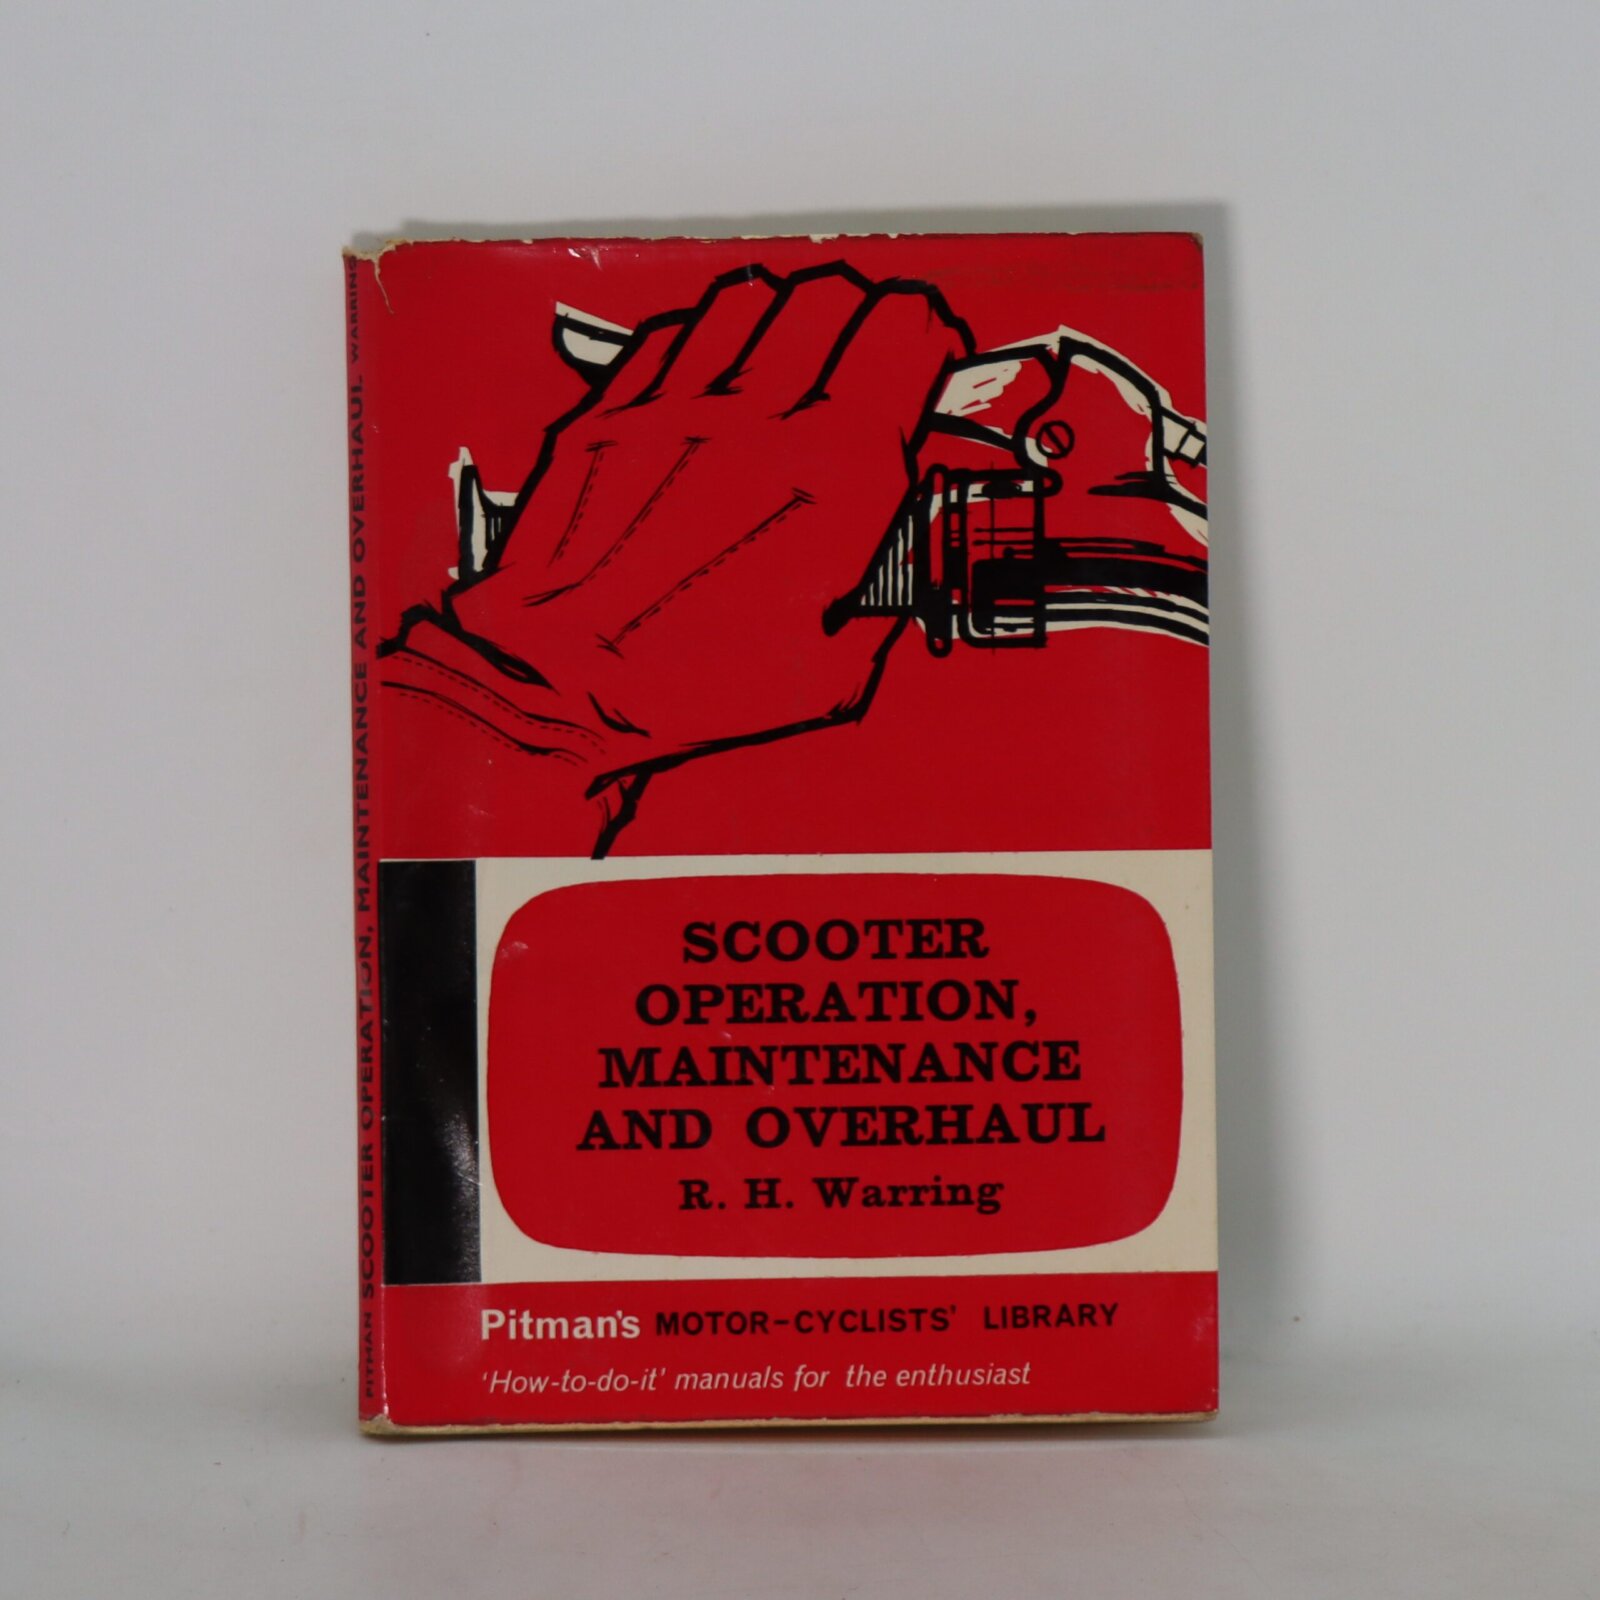 PITMAN SCOOTER OPERATION, MAINTENANCE AND OVERHAUL WARRING
SCOOTER
OPERATION,
MAINTENANCE
AND OVERHAUL
R. H. Warring
Pitman's MOTOR-CYCLISTS' LIBRARY
'How-to-do-it' manuals for the enthusiast